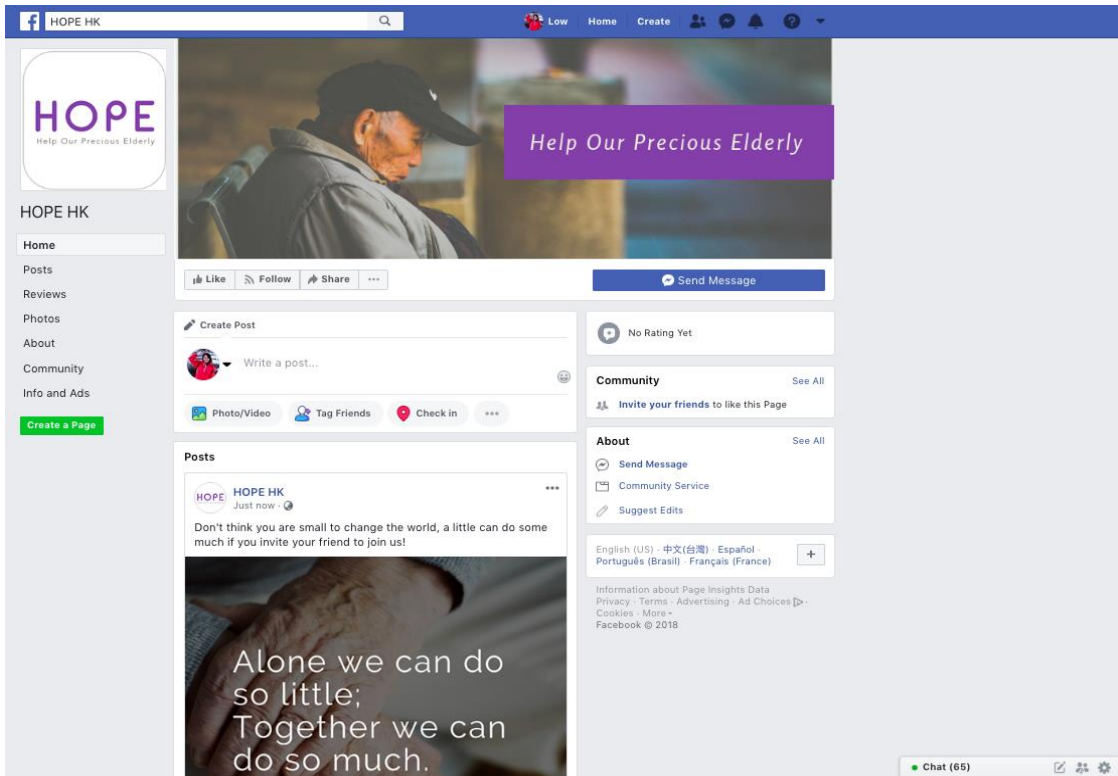 HOPE HK
Low Home Create
HOPE
Help Our Precious Elderly
HOPE HK
Home
Posts
Reviews
Photos
About
Community
Info and Ads
Create a Page
Help Our Precious Elderly
Like Follow Share
Send Message
Create Post
Write a post...
Photo/Video Tag Friends Check in
Posts
HOPE
HOPE HK
Just now ·
Don't think you are small to change the world, a little can do some
much if you invite your friend to join us!
Alone we can do
so little;
Together we can
do so much.
No Rating Yet
Community See All
Invite your friends to like this Page
About See All
Send Message
Community Service
Suggest Edits
English (US) · 中文(台灣) · Español ·
Português (Brasil) · Français (France)
Information about Page Insights Data
Privacy · Terms · Advertising · Ad Choices ·
Cookies · More
Facebook © 2018
Chat (65)